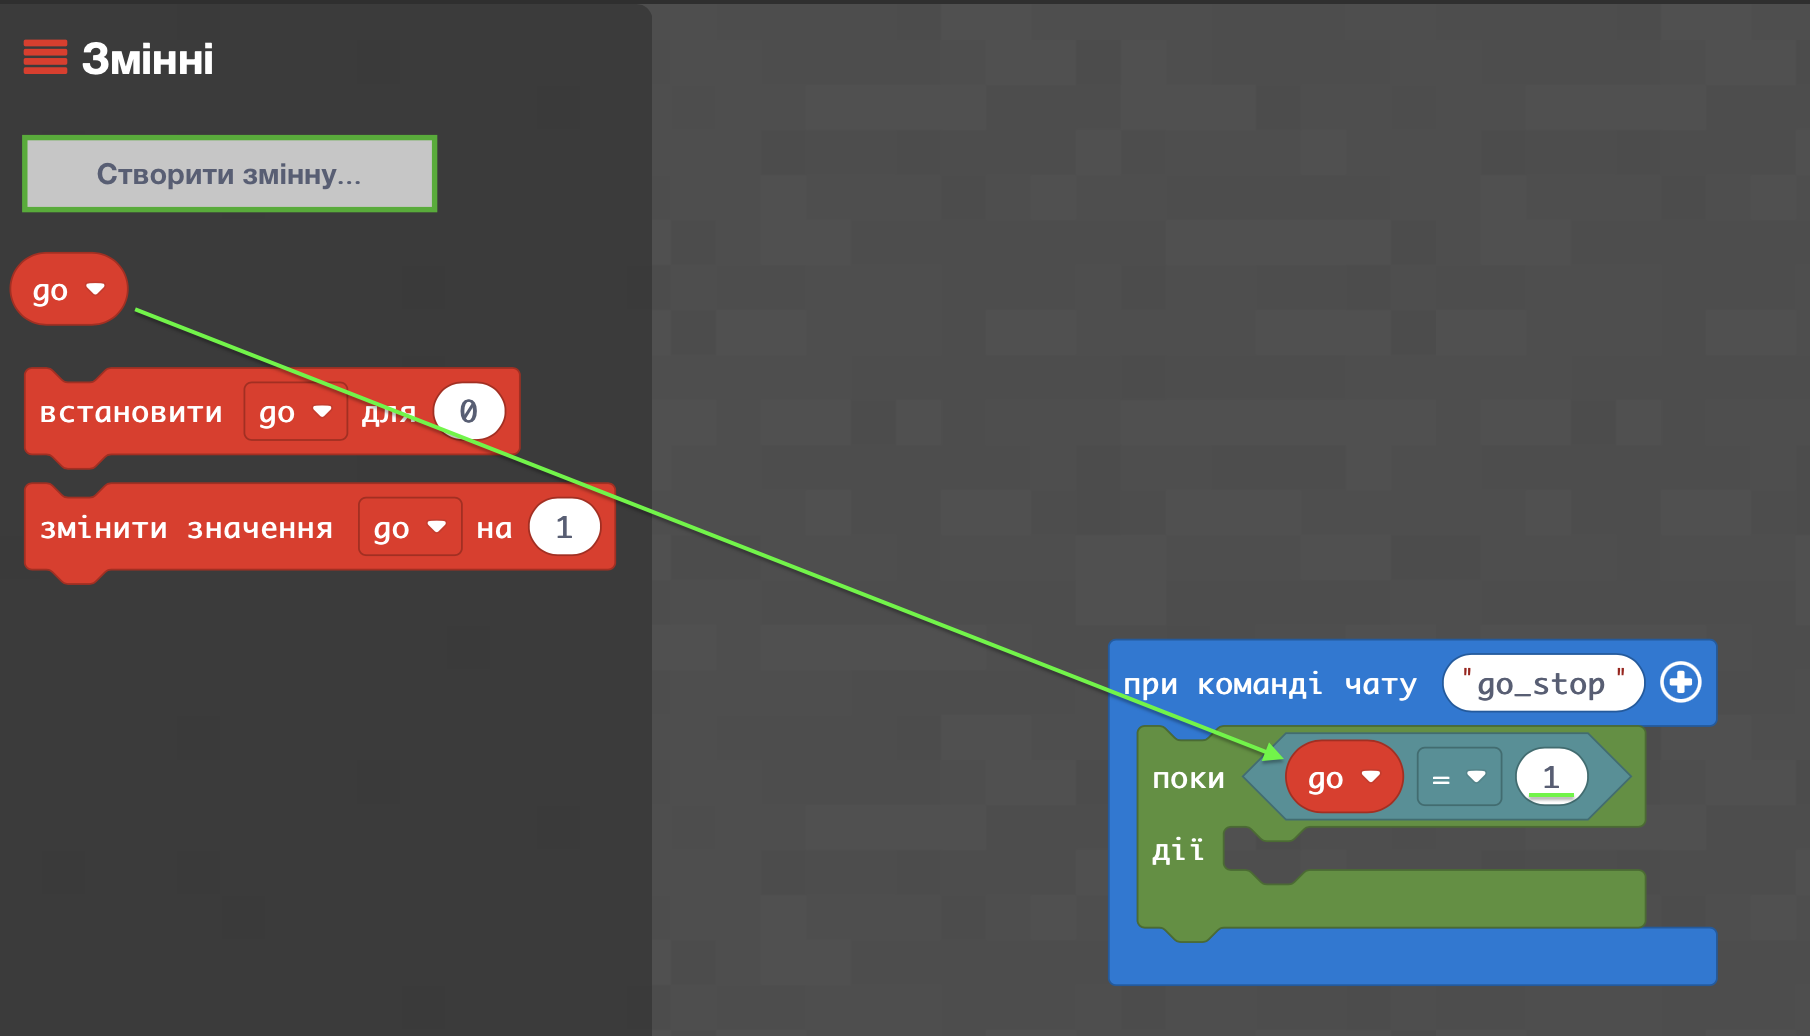 Змінні
Створити змінну...
go
встановити go для 0
змінити значення go на 1
при команді чату "go_stop"
поки go = 1
дії